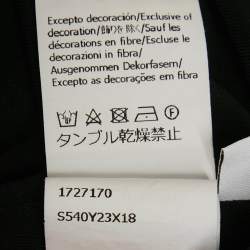 Excepto decoración/Exclusive of
decoration/飾りを除く/Sauf les
décorations en fibre/Escluse le
decorazioni in fibra/
Ausgenommen Dekorfasern/
Excepto as decorações em fibra
タンブル乾燥禁止
1727170
S540Y23X18